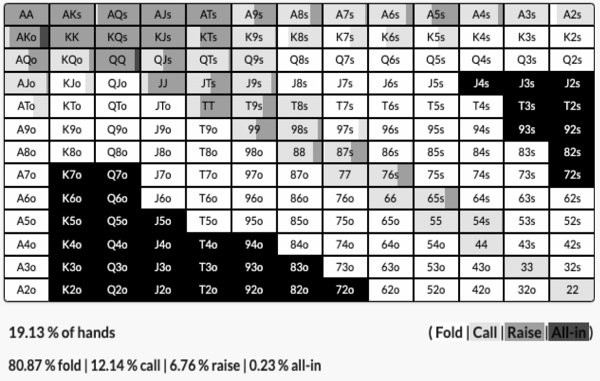 AA AKs AQs AJs ATs A9s A8s A7s A6s A5s A4s A3s A2s
AKo KK KQs KJs KTs K9s K8s K7s K6s K5s K4s K3s K2s
AQo KQo QQ QJs QTs Q9s Q8s Q7s Q6s Q5s Q4s Q3s Q2s
AJo KJo QJo JJ JTs J9s J8s J7s J6s J5s J4s J3s J2s
ATo KTo QTo JTo TT T9s T8s T7s T6s T5s T4s T3s T2s
A9o K9o Q9o J9o T9o 99 98s 97s 96s 95s 94s 93s 92s
A8o K8o Q8o J8o T8o 98o 88 87s 86s 85s 84s 83s 82s
A7o K7o Q7o J7o T7o 97o 87o 77 76s 75s 74s 73s 72s
A6o K6o Q6o J6o T6o 96o 86o 76o 66 65s 64s 63s 62s
A5o K5o Q5o J5o T5o 95o 85o 75o 65o 55 54s 53s 52s
A4o K4o Q4o J4o T4o 94o 84o 74o 64o 54o 44 43s 42s
A3o K3o Q3o J3o T3o 93o 83o 73o 63o 53o 43o 33 32s
A2o K2o Q2o J2o T2o 92o 82o 72o 62o 52o 42o 32o 22
19.13 % of hands (Fold | Call | Raise | All-in)
80.87 % fold | 12.14 % call | 6.76 % raise | 0.23 % all-in